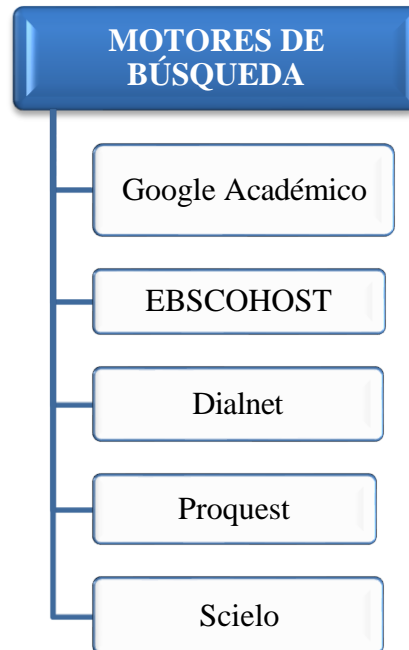 MOTORES DE
BÚSQUEDA
Google Académico
EBSCOHOST
Dialnet
Proquest
Scielo